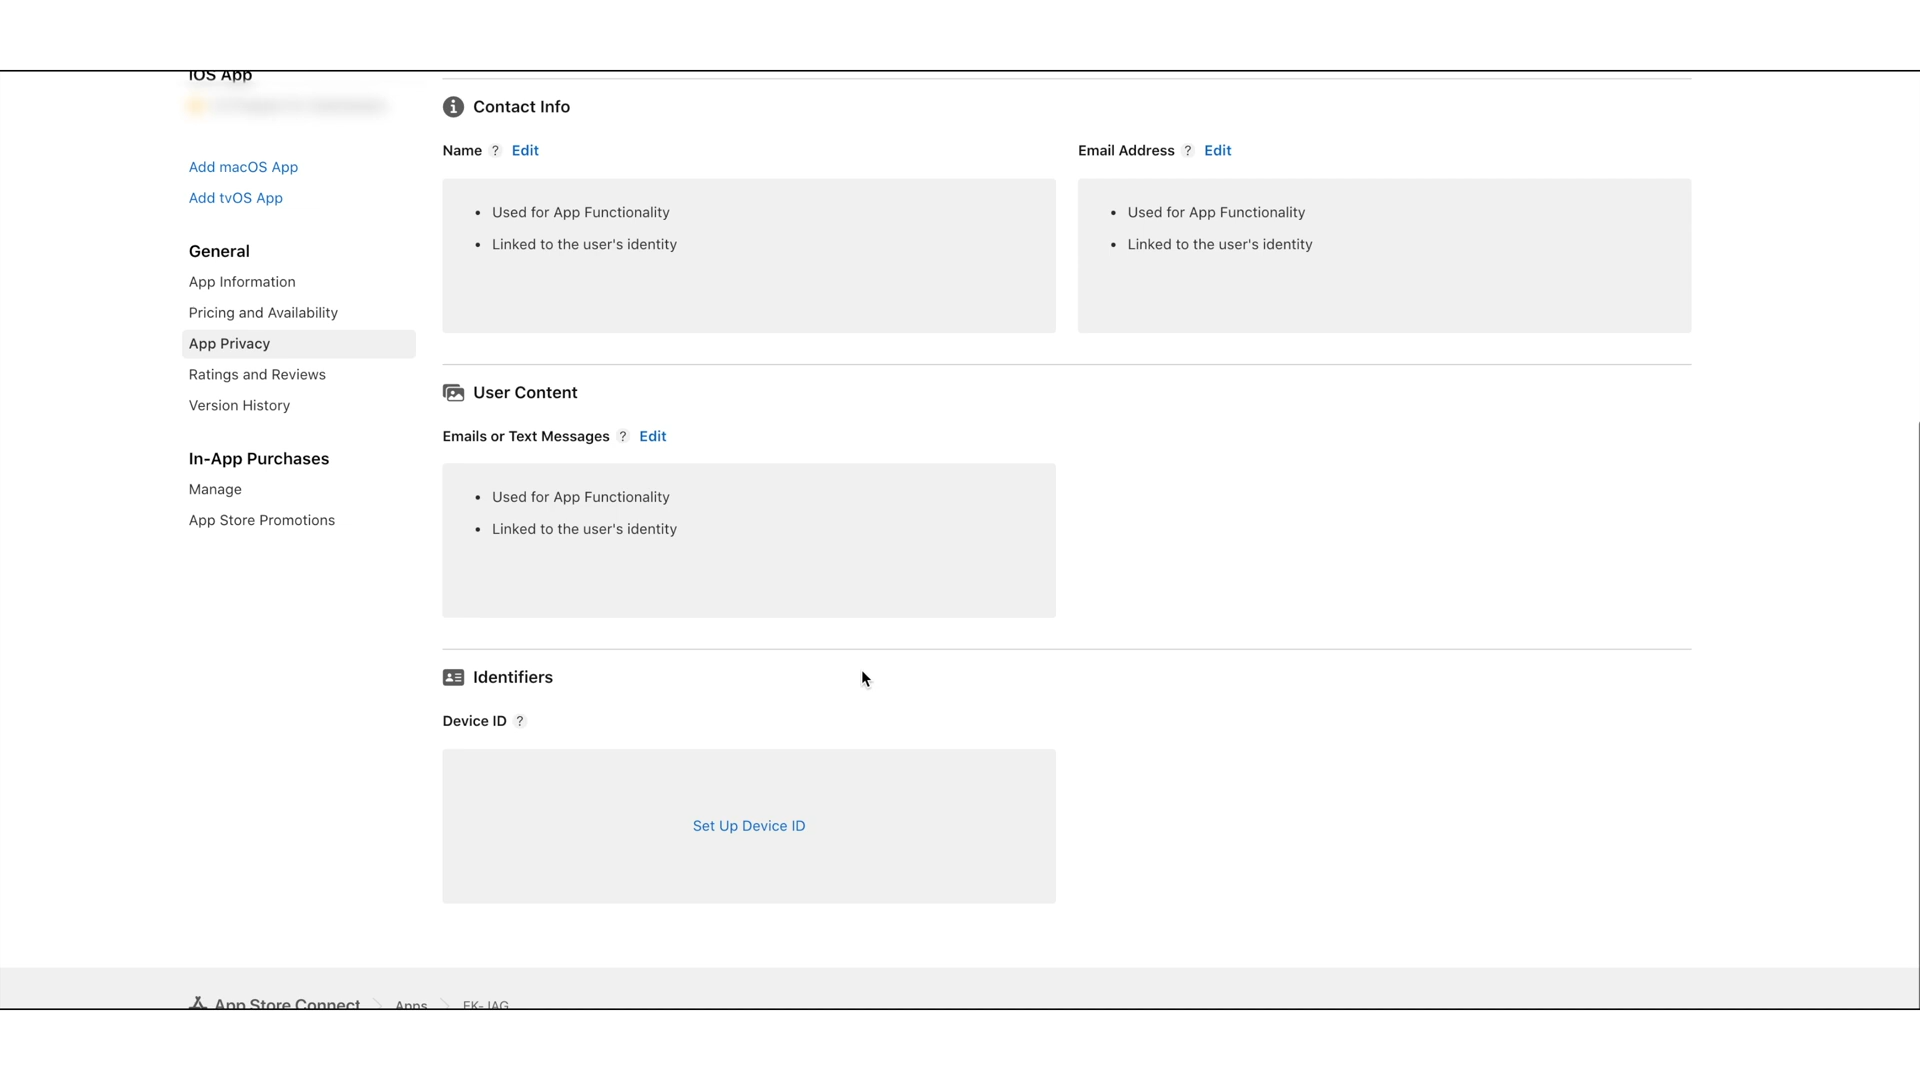 iOS App
Add macOS App
Add tvOS App
General
App Information
Pricing and Availability
App Privacy
Ratings and Reviews
Version History
In-App Purchases
Manage
App Store Promotions
Contact Info
Name ? Edit
• Used for App Functionality
• Linked to the user's identity
Email Address ? Edit
• Used for App Functionality
• Linked to the user's identity
User Content
Emails or Text Messages ? Edit
• Used for App Functionality
• Linked to the user's identity
Identifiers
Device ID ?
Set Up Device ID
App Store Connect Apps EK-JAG